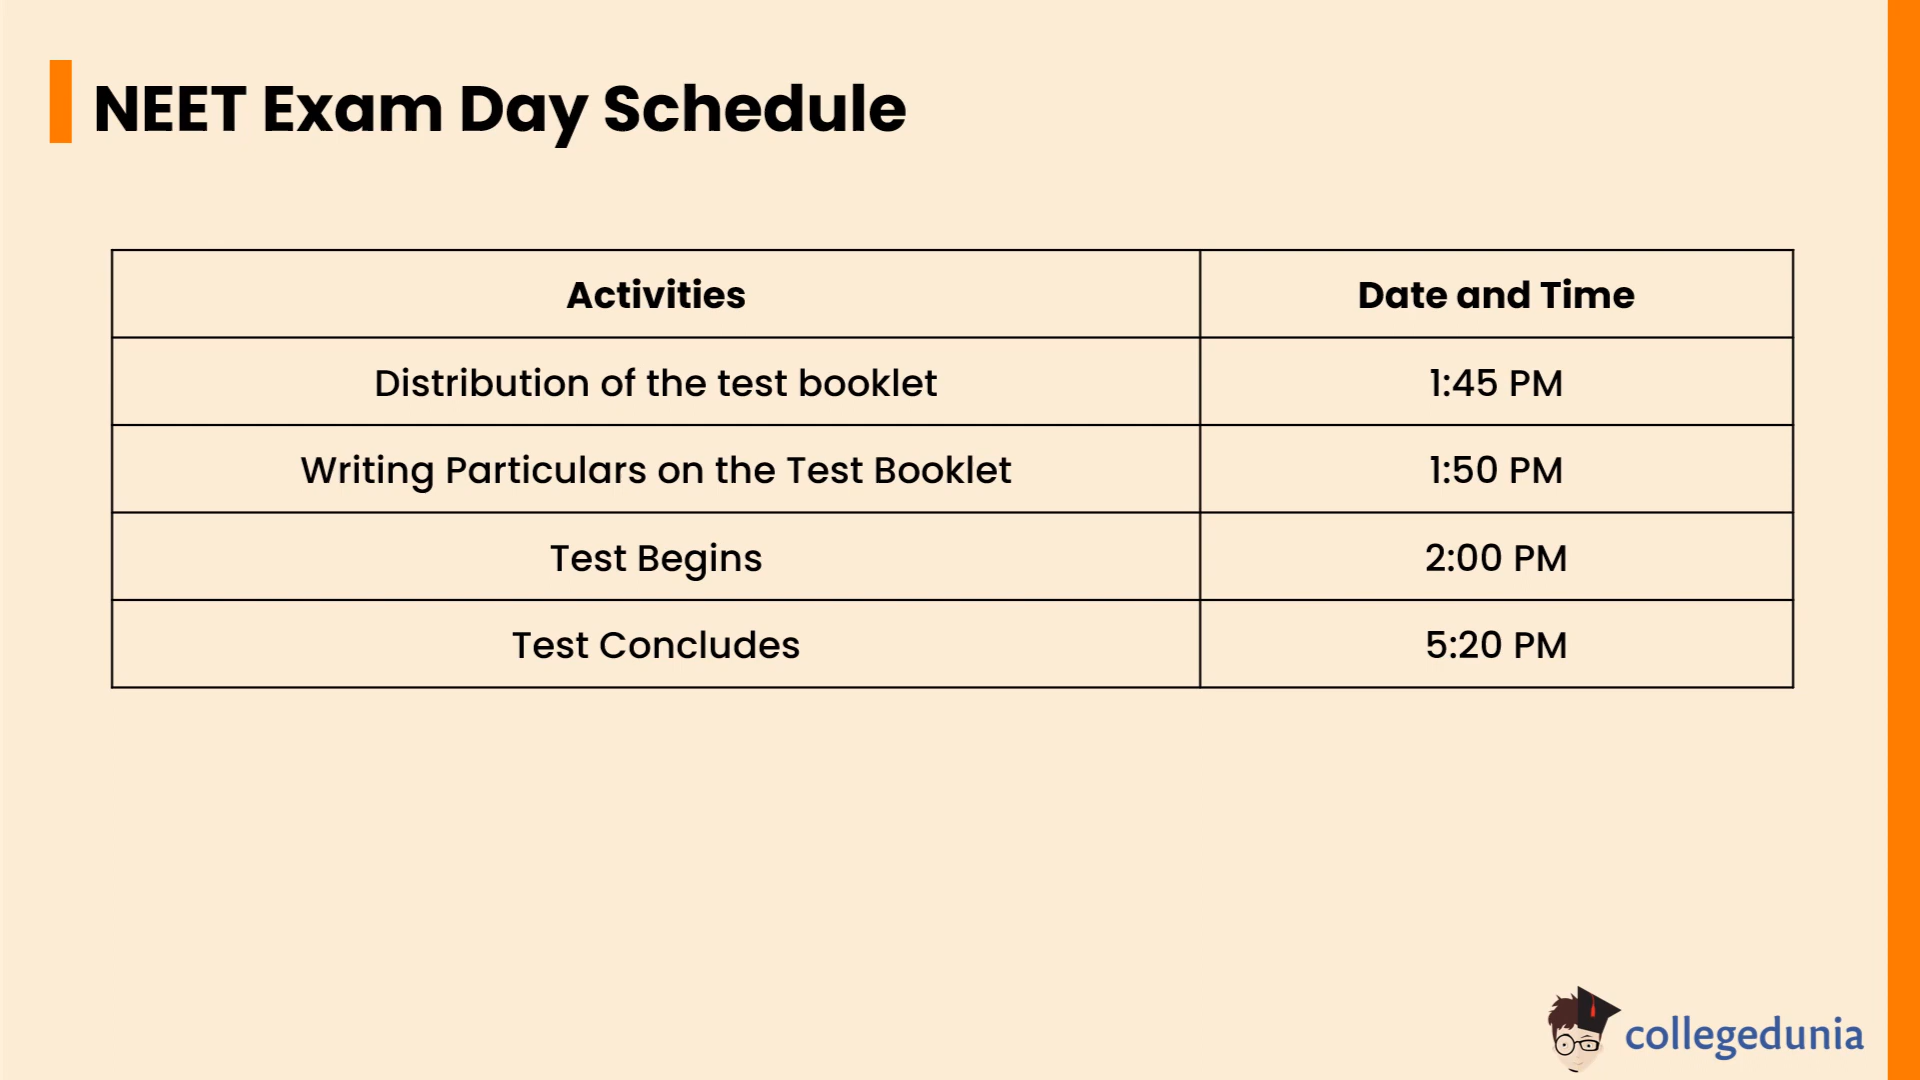 NEET Exam Day Schedule
Activities Date and Time
Distribution of the test booklet 1:45 PM
Writing Particulars on the Test Booklet 1:50 PM
Test Begins 2:00 PM
Test Concludes 5:20 PM
collegedunia